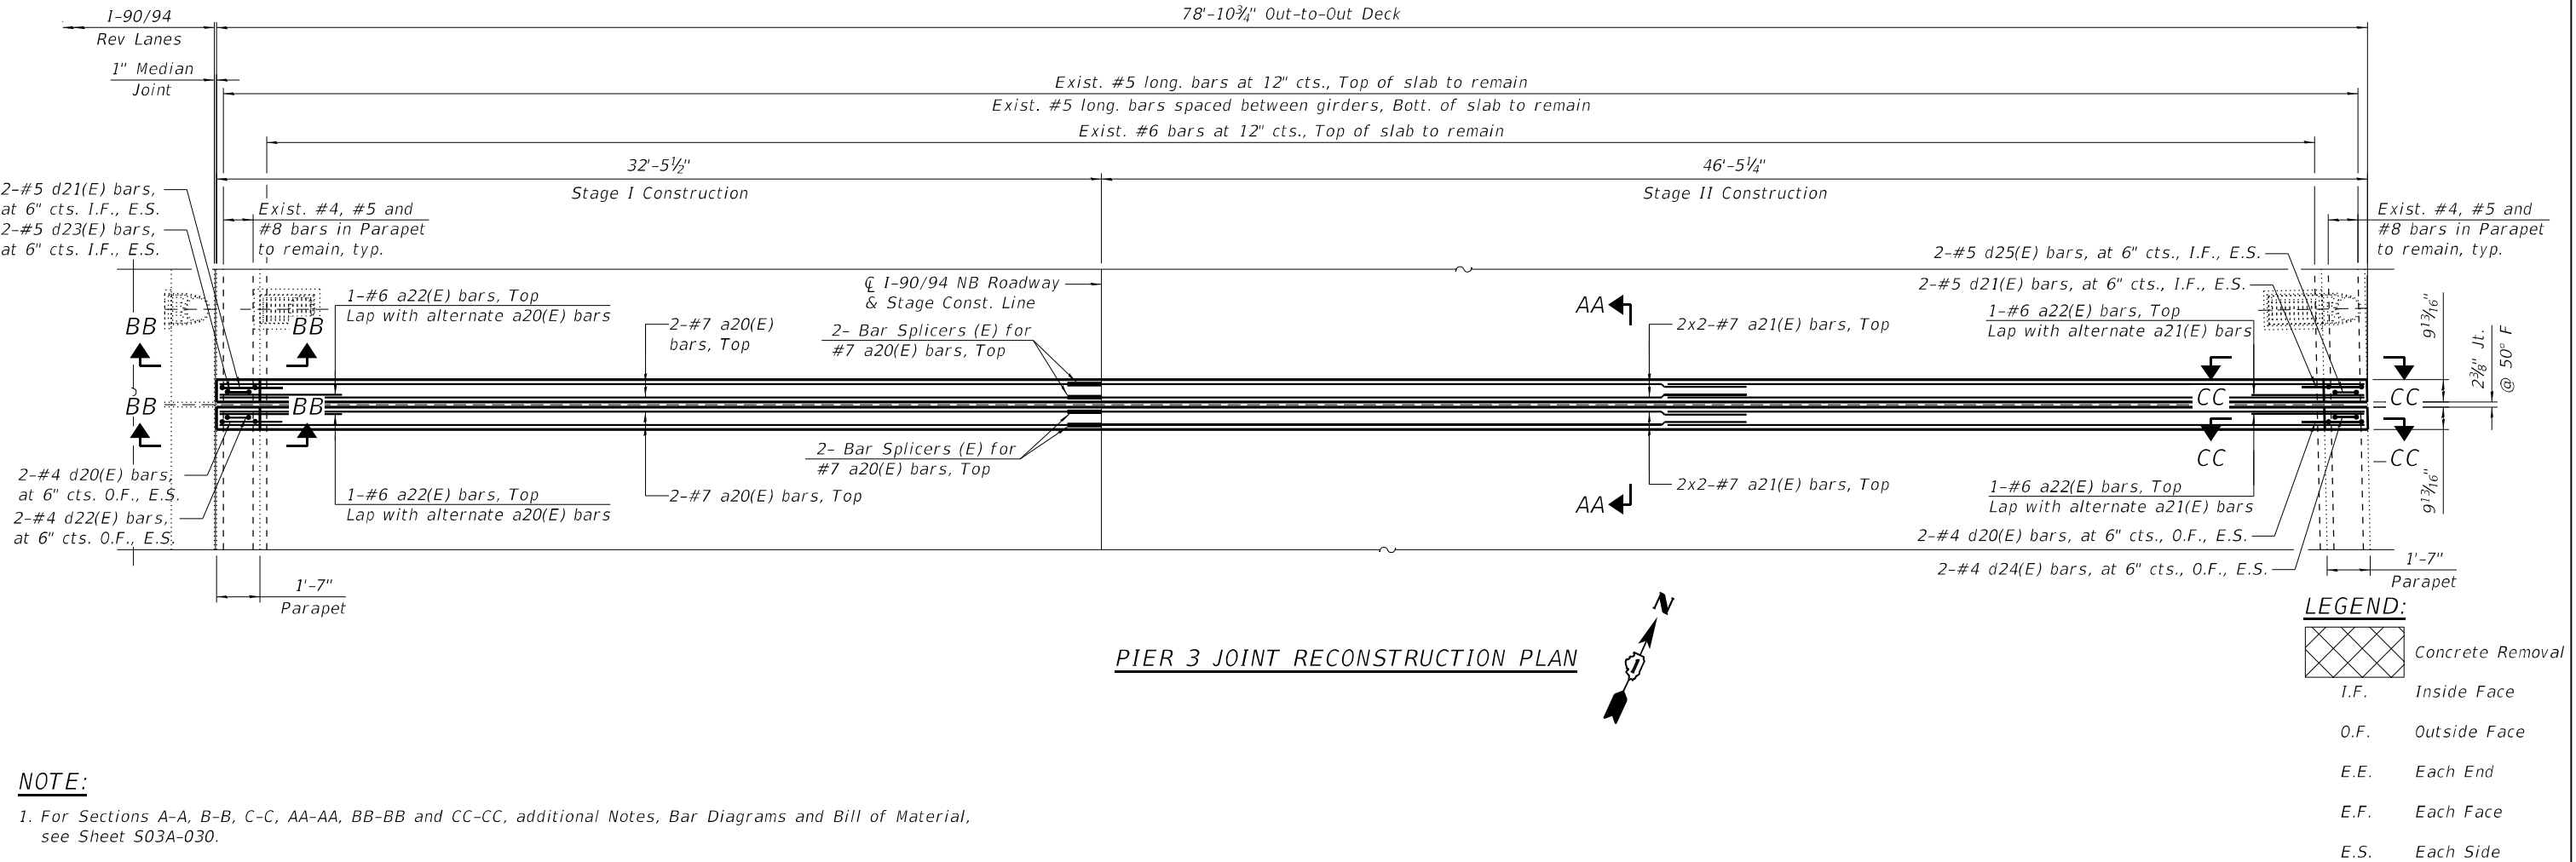 I-90/94
Rev Lanes
78'-10¾" Out-to-Out Deck
1" Median
Joint
Exist. #5 long. bars at 12" cts., Top of slab to remain
Exist. #5 long. bars spaced between girders, Bott. of slab to remain
Exist. #6 bars at 12" cts., Top of slab to remain
32'-5½"
Stage I Construction
46'-5¼"
Stage II Construction
2-#5 d21(E) bars,
at 6" cts. I.F., E.S.
2-#5 d23(E) bars,
at 6" cts. I.F., E.S.
Exist. #4, #5 and
#8 bars in Parapet
to remain, typ.
Exist. #4, #5 and
#8 bars in Parapet
to remain, typ.
2-#5 d25(E) bars, at 6" cts., I.F., E.S.
2-#5 d21(E) bars, at 6" cts., I.F., E.S.
℄ I-90/94 NB Roadway
& Stage Const. Line
1-#6 a22(E) bars, Top
Lap with alternate a20(E) bars
2-#7 a20(E)
bars, Top
2- Bar Splicers (E) for
#7 a20(E) bars, Top
AA
2x2-#7 a21(E) bars, Top
1-#6 a22(E) bars, Top
Lap with alternate a21(E) bars
9 13/16"
2⅜" Jt.
@ 50° F
BB
BB
BB
BB
CC
CC
CC
CC
2- Bar Splicers (E) for
#7 a20(E) bars, Top
2-#4 d20(E) bars,
at 6" cts. O.F., E.S.
2-#4 d22(E) bars,
at 6" cts. O.F., E.S.
1-#6 a22(E) bars, Top
Lap with alternate a20(E) bars
2-#7 a20(E) bars, Top
AA
2x2-#7 a21(E) bars, Top
1-#6 a22(E) bars, Top
Lap with alternate a21(E) bars
9 13/16"
2-#4 d20(E) bars, at 6" cts., O.F., E.S.
2-#4 d24(E) bars, at 6" cts., O.F., E.S.
1'-7"
Parapet
1'-7"
Parapet
N
1
PIER 3 JOINT RECONSTRUCTION PLAN
LEGEND:
Concrete Removal
I.F. Inside Face
O.F. Outside Face
E.E. Each End
E.F. Each Face
E.S. Each Side
NOTE:
1. For Sections A-A, B-B, C-C, AA-AA, BB-BB and CC-CC, additional Notes, Bar Diagrams and Bill of Material,
see Sheet S03A-030.